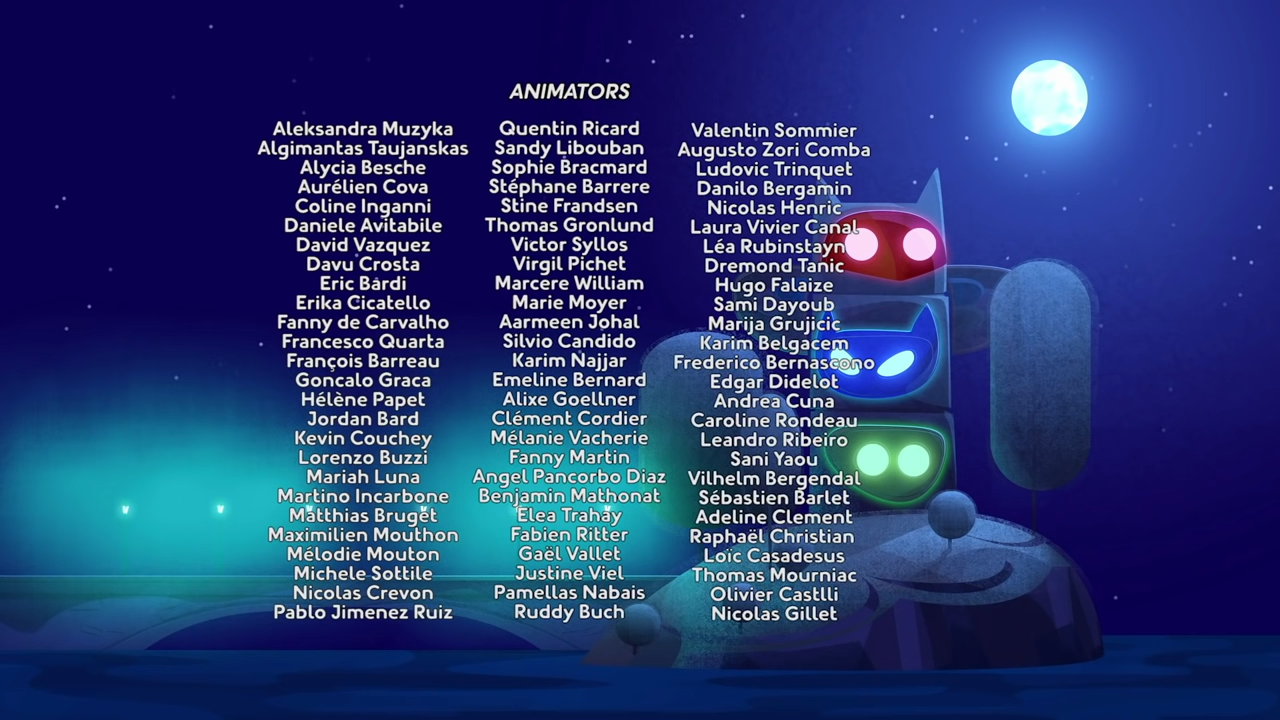 ANIMATORS
Aleksandra Muzyka
Algimantas Taujanskas
Alycia Besche
Aurélien Cova
Coline Inganni
Daniele Avitabile
David Vazquez
Davu Crosta
Eric Bardi
Erika Cicatello
Fanny de Carvalho
Francesco Quarta
François Barreau
Goncalo Graca
Hélène Papet
Jordan Bard
Kevin Couchey
Lorenzo Buzzi
Mariah Luna
Martino Incarbone
Matthias Bruget
Maximilien Mouthon
Mélodie Mouton
Michele Sottile
Nicolas Crevon
Pablo Jimenez Ruiz
Quentin Ricard
Sandy Libouban
Sophie Bracmard
Stéphane Barrere
Stine Frandsen
Thomas Gronlund
Victor Syllos
Virgil Pichet
Marcere William
Marie Moyer
Aarmeen Johal
Silvio Candido
Karim Najjar
Emeline Bernard
Alixe Goellner
Clément Cordier
Mélanie Vacherie
Fanny Martin
Angel Pancorbo Diaz
Benjamin Mathonat
Elea Trahay
Fabien Ritter
Gaël Vallet
Justine Viel
Pamellas Nabais
Ruddy Buch
Valentin Sommier
Augusto Zori Comba
Ludovic Trinquet
Danilo Bergamin
Nicolas Henric
Laura Vivier Canal
Léa Rubinstayn
Dremond Tanic
Hugo Falaize
Sami Dayoub
Marija Grujicic
Karim Belgacem
Frederico Bernascono
Edgar Didelot
Andrea Cuna
Caroline Rondeau
Leandro Ribeiro
Sani Yaou
Vilhelm Bergendal
Sébastien Barlet
Adeline Clement
Raphaël Christian
Loïc Casadesus
Thomas Mourniac
Olivier Castlli
Nicolas Gillet